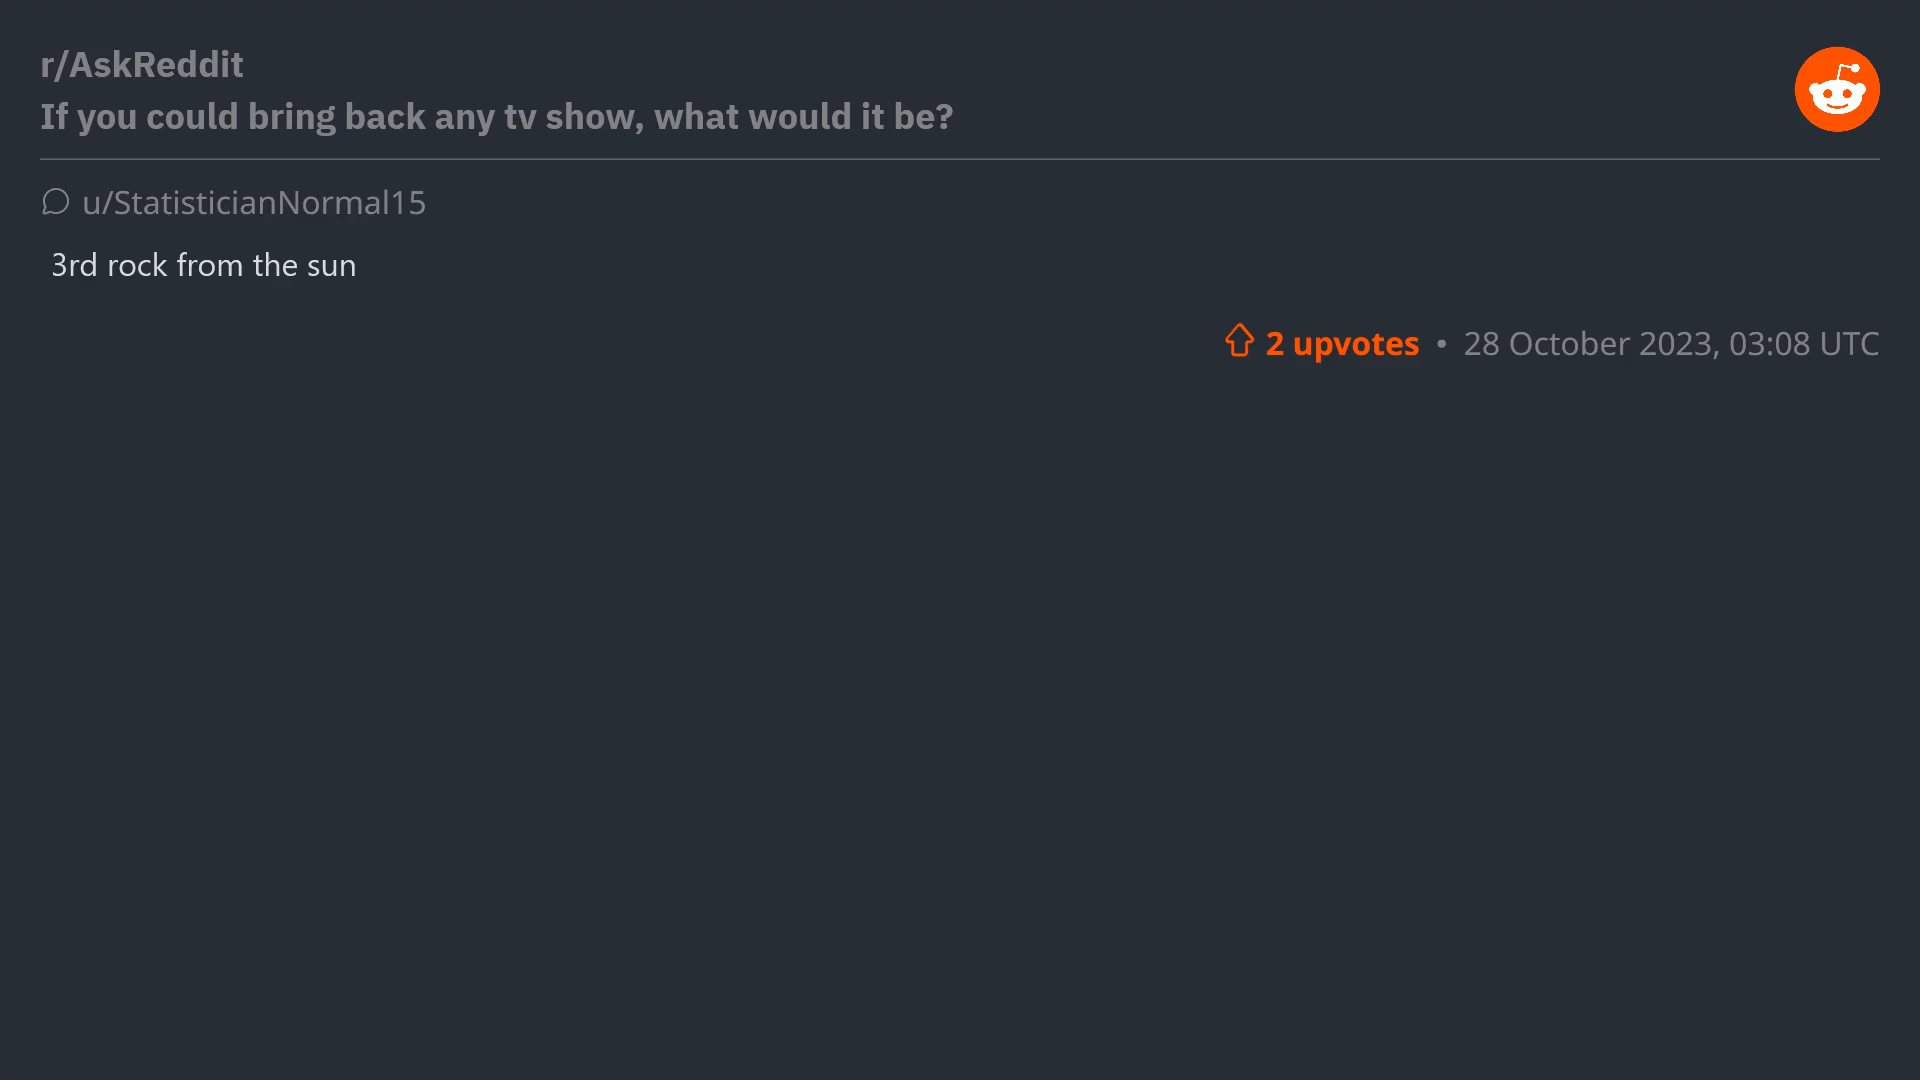 r/AskReddit
If you could bring back any tv show, what would it be?
u/StatisticianNormal15
3rd rock from the sun
2 upvotes • 28 October 2023, 03:08 UTC